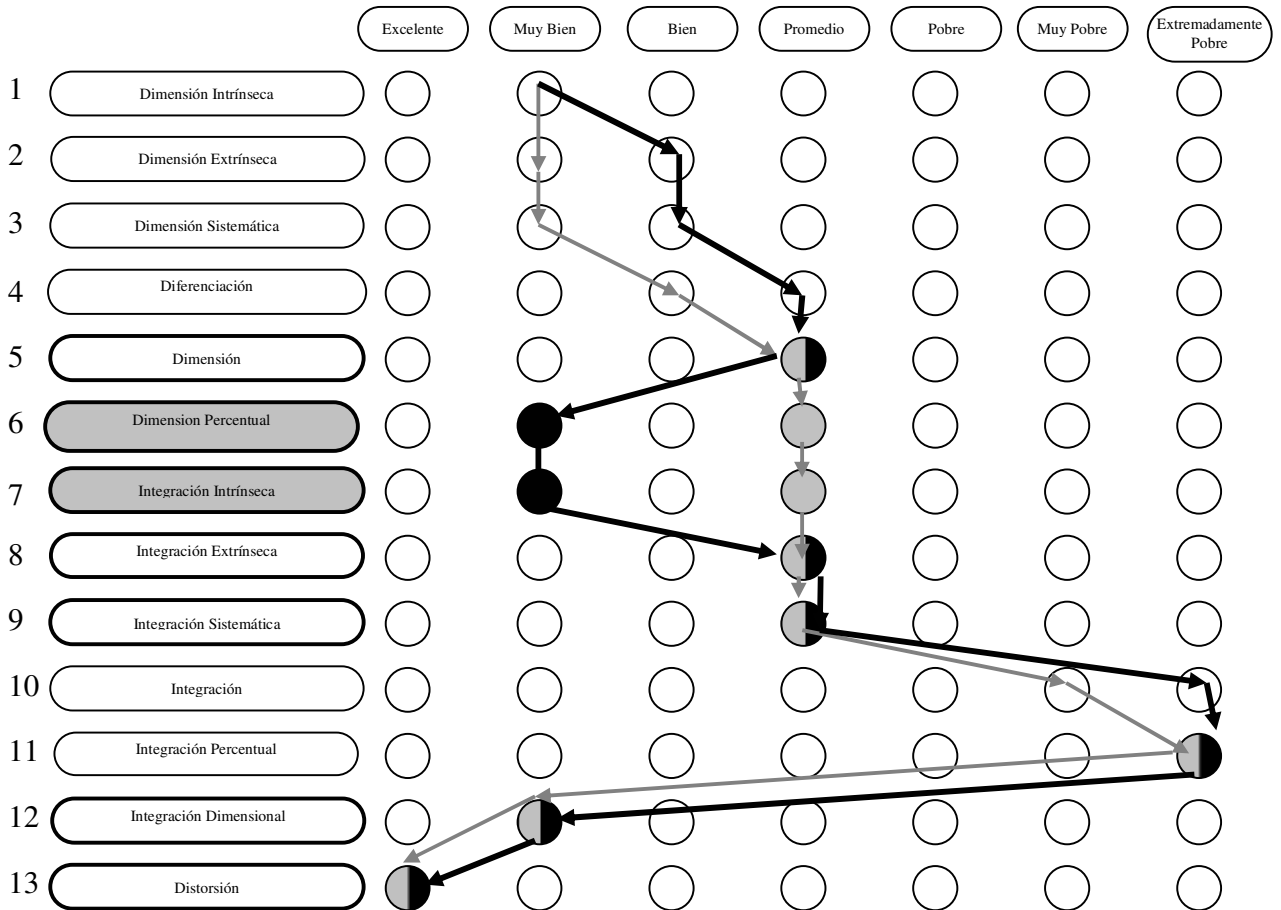 Excelente
Muy Bien
Bien
Promedio
Pobre
Muy Pobre
Extremadamente
Pobre
1 Dimensión Intrínseca
2 Dimensión Extrínseca
3 Dimensión Sistemática
4 Diferenciación
5 Dimensión
6 Dimension Percentual
7 Integración Intrínseca
8 Integración Extrínseca
9 Integración Sistemática
10 Integración
11 Integración Percentual
12 Integración Dimensional
13 Distorsión